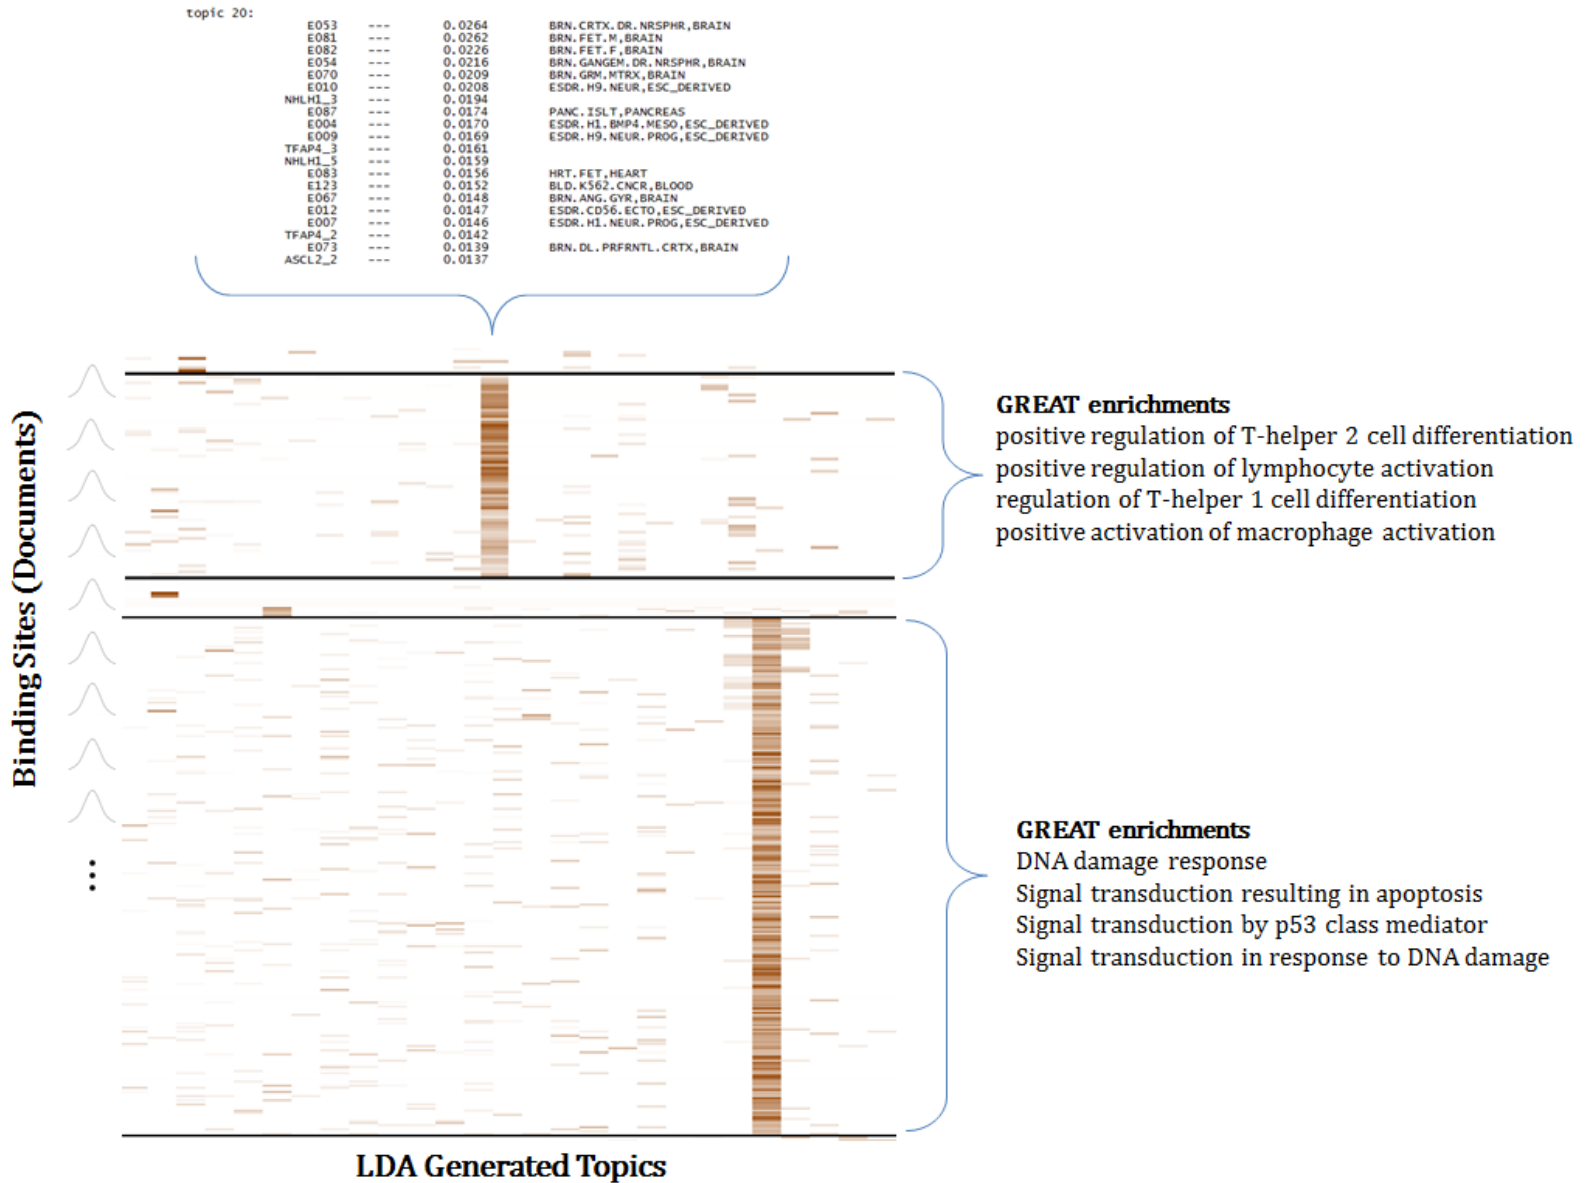 topic 20:
E053 --- 0.0264 BRN.CRTX.DR.NRSPHR,BRAIN
E081 --- 0.0262 BRN.FET.M,BRAIN
E082 --- 0.0226 BRN.FET.F,BRAIN
E054 --- 0.0216 BRN.GANGEM.DR.NRSPHR,BRAIN
E070 --- 0.0209 BRN.GRM.MTRX,BRAIN
E010 --- 0.0208 ESDR.H9.NEUR,ESC_DERIVED
NHLH1_3 --- 0.0194
E087 --- 0.0174 PANC.ISLT,PANCREAS
E004 --- 0.0170 ESDR.H1.BMP4.MESO,ESC_DERIVED
E009 --- 0.0169 ESDR.H9.NEUR.PROG,ESC_DERIVED
TFAP4_3 --- 0.0161
NHLH1_5 --- 0.0159
E083 --- 0.0156 HRT.FET,HEART
E123 --- 0.0152 BLD.K562.CNCR,BLOOD
E067 --- 0.0148 BRN.ANG.GYR,BRAIN
E012 --- 0.0147 ESDR.CD56.ECTO,ESC_DERIVED
E007 --- 0.0146 ESDR.H1.NEUR.PROG,ESC_DERIVED
TFAP4_2 --- 0.0142
E073 --- 0.0139 BRN.DL.PRFRNTL.CRTX,BRAIN
ASCL2_2 --- 0.0137
Binding Sites (Documents)
GREAT enrichments
positive regulation of T-helper 2 cell differentiation
positive regulation of lymphocyte activation
regulation of T-helper 1 cell differentiation
positive activation of macrophage activation
GREAT enrichments
DNA damage response
Signal transduction resulting in apoptosis
Signal transduction by p53 class mediator
Signal transduction in response to DNA damage
LDA Generated Topics